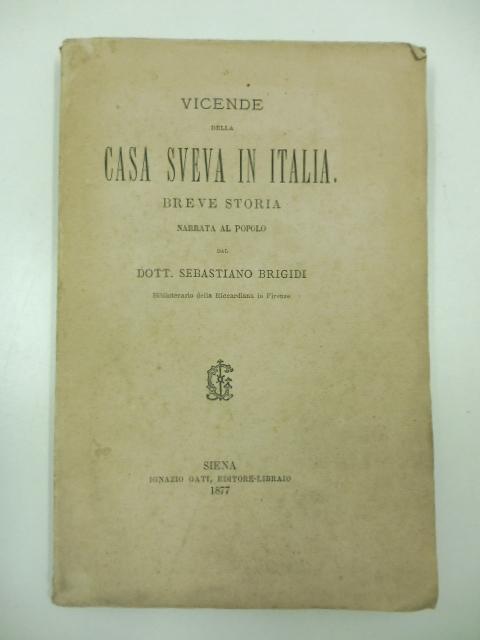 VICENDE
DELLA
CASA SVEVA IN ITALIA.
BREVE STORIA
NARRATA AL POPOLO
DAL
DOTT. SEBASTIANO BRIGIDI
Bibliotecario della Riccardiana in Firenze
SIENA
IGNAZIO GATI, EDITORE-LIBRAIO
1877